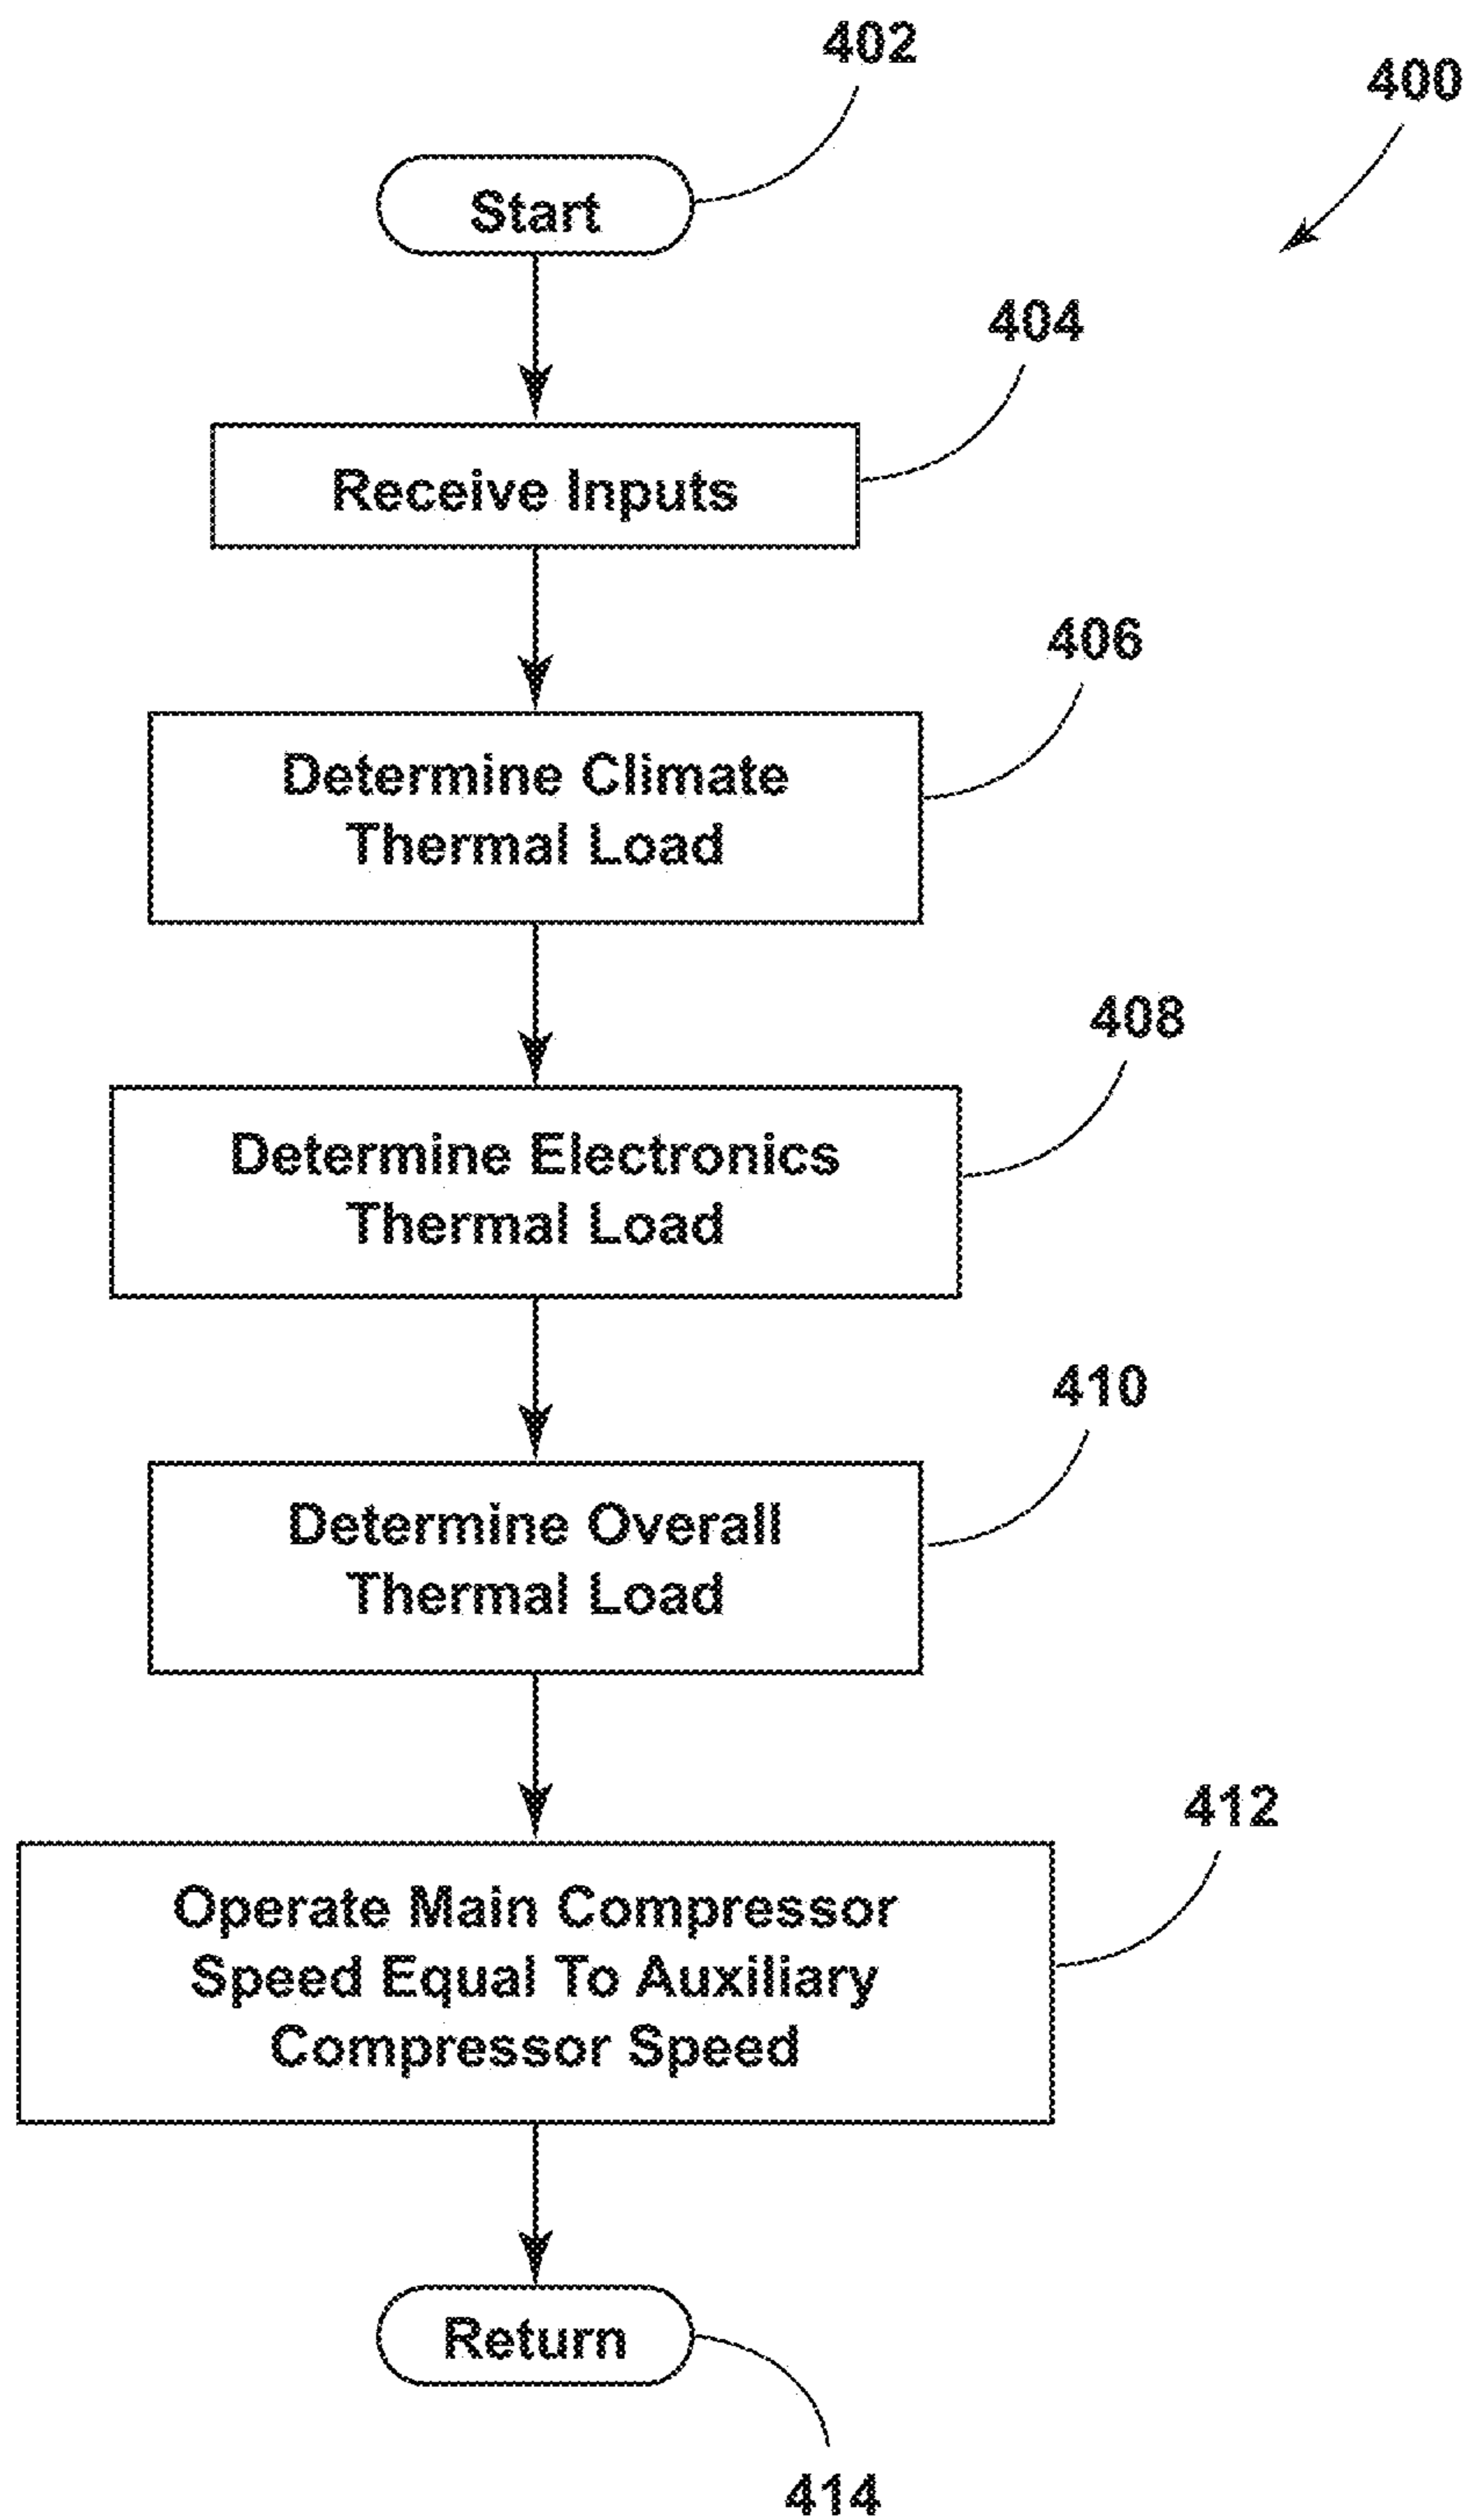 402
400
Start
404
Receive Inputs
406
Determine Climate
Thermal Load
408
Determine Electronics
Thermal Load
410
Determine Overall
Thermal Load
412
Operate Main Compressor
Speed Equal To Auxiliary
Compressor Speed
Return
414